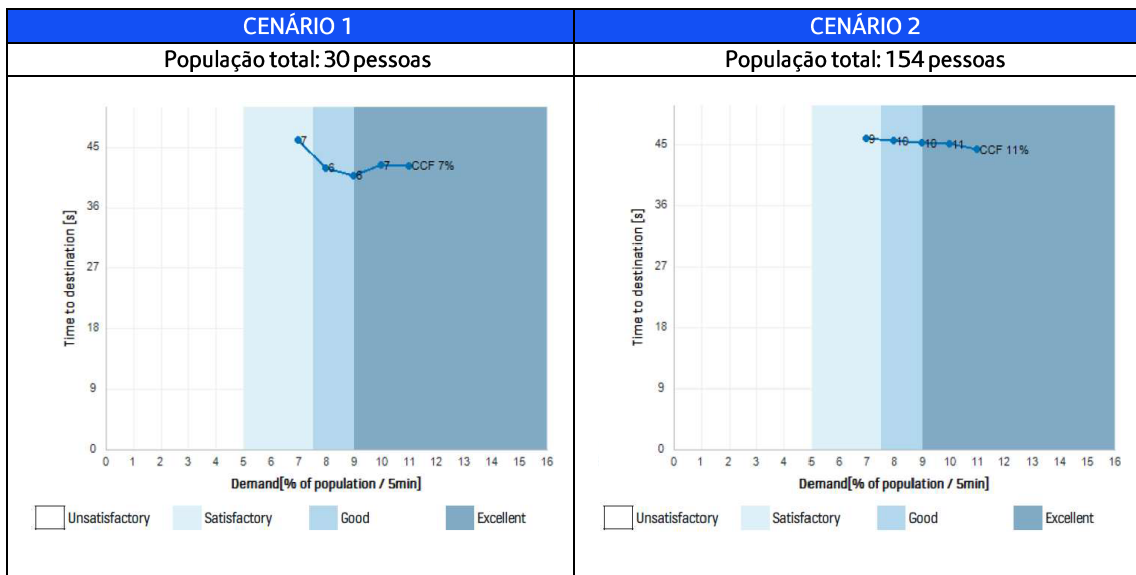 CENÁRIO 1
População total: 30 pessoas
45
36
27
18
9
0
Time to destination [s]
7
6
6
7
CCF 7%
0 1 2 3 4 5 6 7 8 9 10 11 12 13 14 15 16
Demand[% of population / 5min]
Unsatisfactory Satisfactory Good Excellent
CENÁRIO 2
População total: 154 pessoas
45
36
27
18
9
0
Time to destination [s]
9
10
10
11
CCF 11%
0 1 2 3 4 5 6 7 8 9 10 11 12 13 14 15 16
Demand[% of population / 5min]
Unsatisfactory Satisfactory Good Excellent